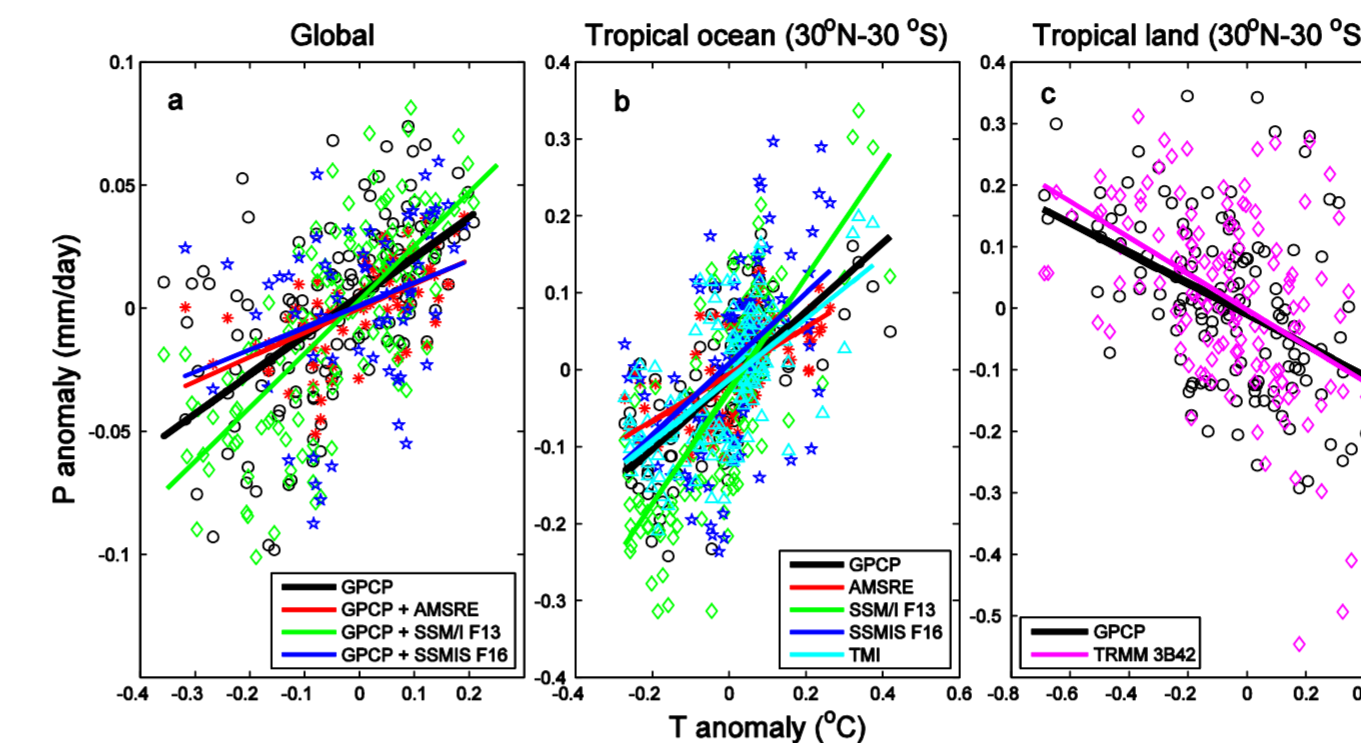 Global
Tropical ocean (30°N-30 °S)
Tropical land (30°N-30 °S
a
b
c
P anomaly (mm/day)
0.1
0.05
0
-0.05
-0.1
-0.4 -0.3 -0.2 -0.1 0 0.1 0.2
GPCP
GPCP + AMSRE
GPCP + SSM/I F13
GPCP + SSMIS F16
0.4
0.3
0.2
0.1
0
-0.1
-0.2
-0.3
-0.4
-0.4 -0.2 0 0.2 0.4 0.6
GPCP
AMSRE
SSM/I F13
SSMIS F16
TMI
0.4
0.3
0.2
0.1
0
-0.1
-0.2
-0.3
-0.4
-0.5
-0.8 -0.6 -0.4 -0.2 0 0.2
GPCP
TRMM 3B42
T anomaly (°C)